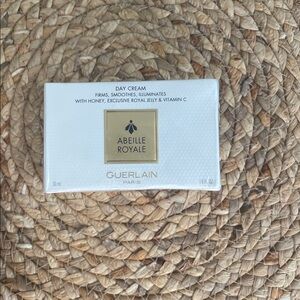 DAY CREAM
FIRMS, SMOOTHES, ILLUMINATES
WITH HONEY, EXCLUSIVE ROYAL JELLY & VITAMIN C
ABEILLE
ROYALE
GUERLAIN
PARIS